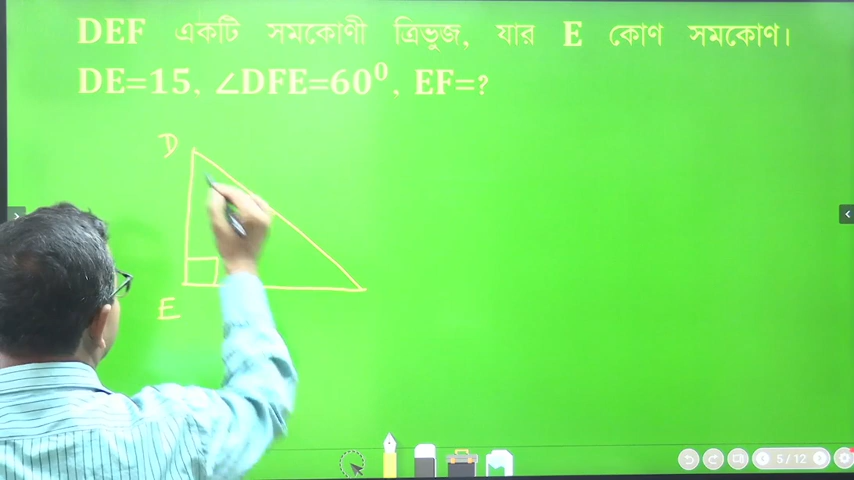 DEF একটি সমকোণী ত্রিভুজ, যার E কোণ সমকোণ।
DE=15, ∠DFE=60⁰, EF=?
D
E
5/12